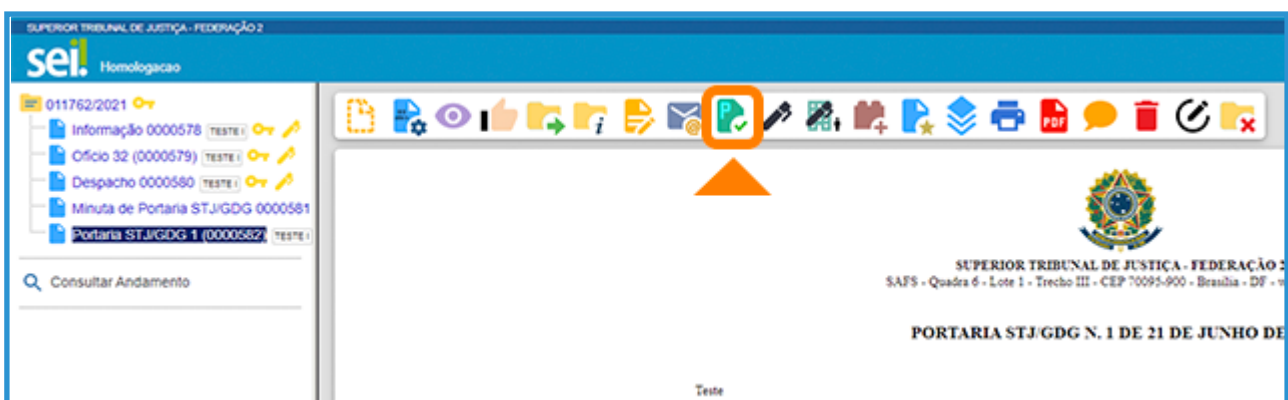 SUPERIOR TRIBUNAL DE JUSTIÇA - FEDERAÇÃO 2
sei! Homologacao
011762/2021
Informação 0000578 TESTE
Ofício 32 (0000579) TESTE
Despacho 0000580 TESTE
Minuta de Portaria STJ/GDG 0000581
Portaria STJ/GDG 1 (0000582) TESTE
Consultar Andamento
P
PDF
SUPERIOR TRIBUNAL DE JUSTIÇA - FEDERAÇÃO 2
SAFS - Quadra 6 - Lote 1 - Trecho III - CEP 70095-900 - Brasília - DF -
PORTARIA STJ/GDG N. 1 DE 21 DE JUNHO DE
Teste